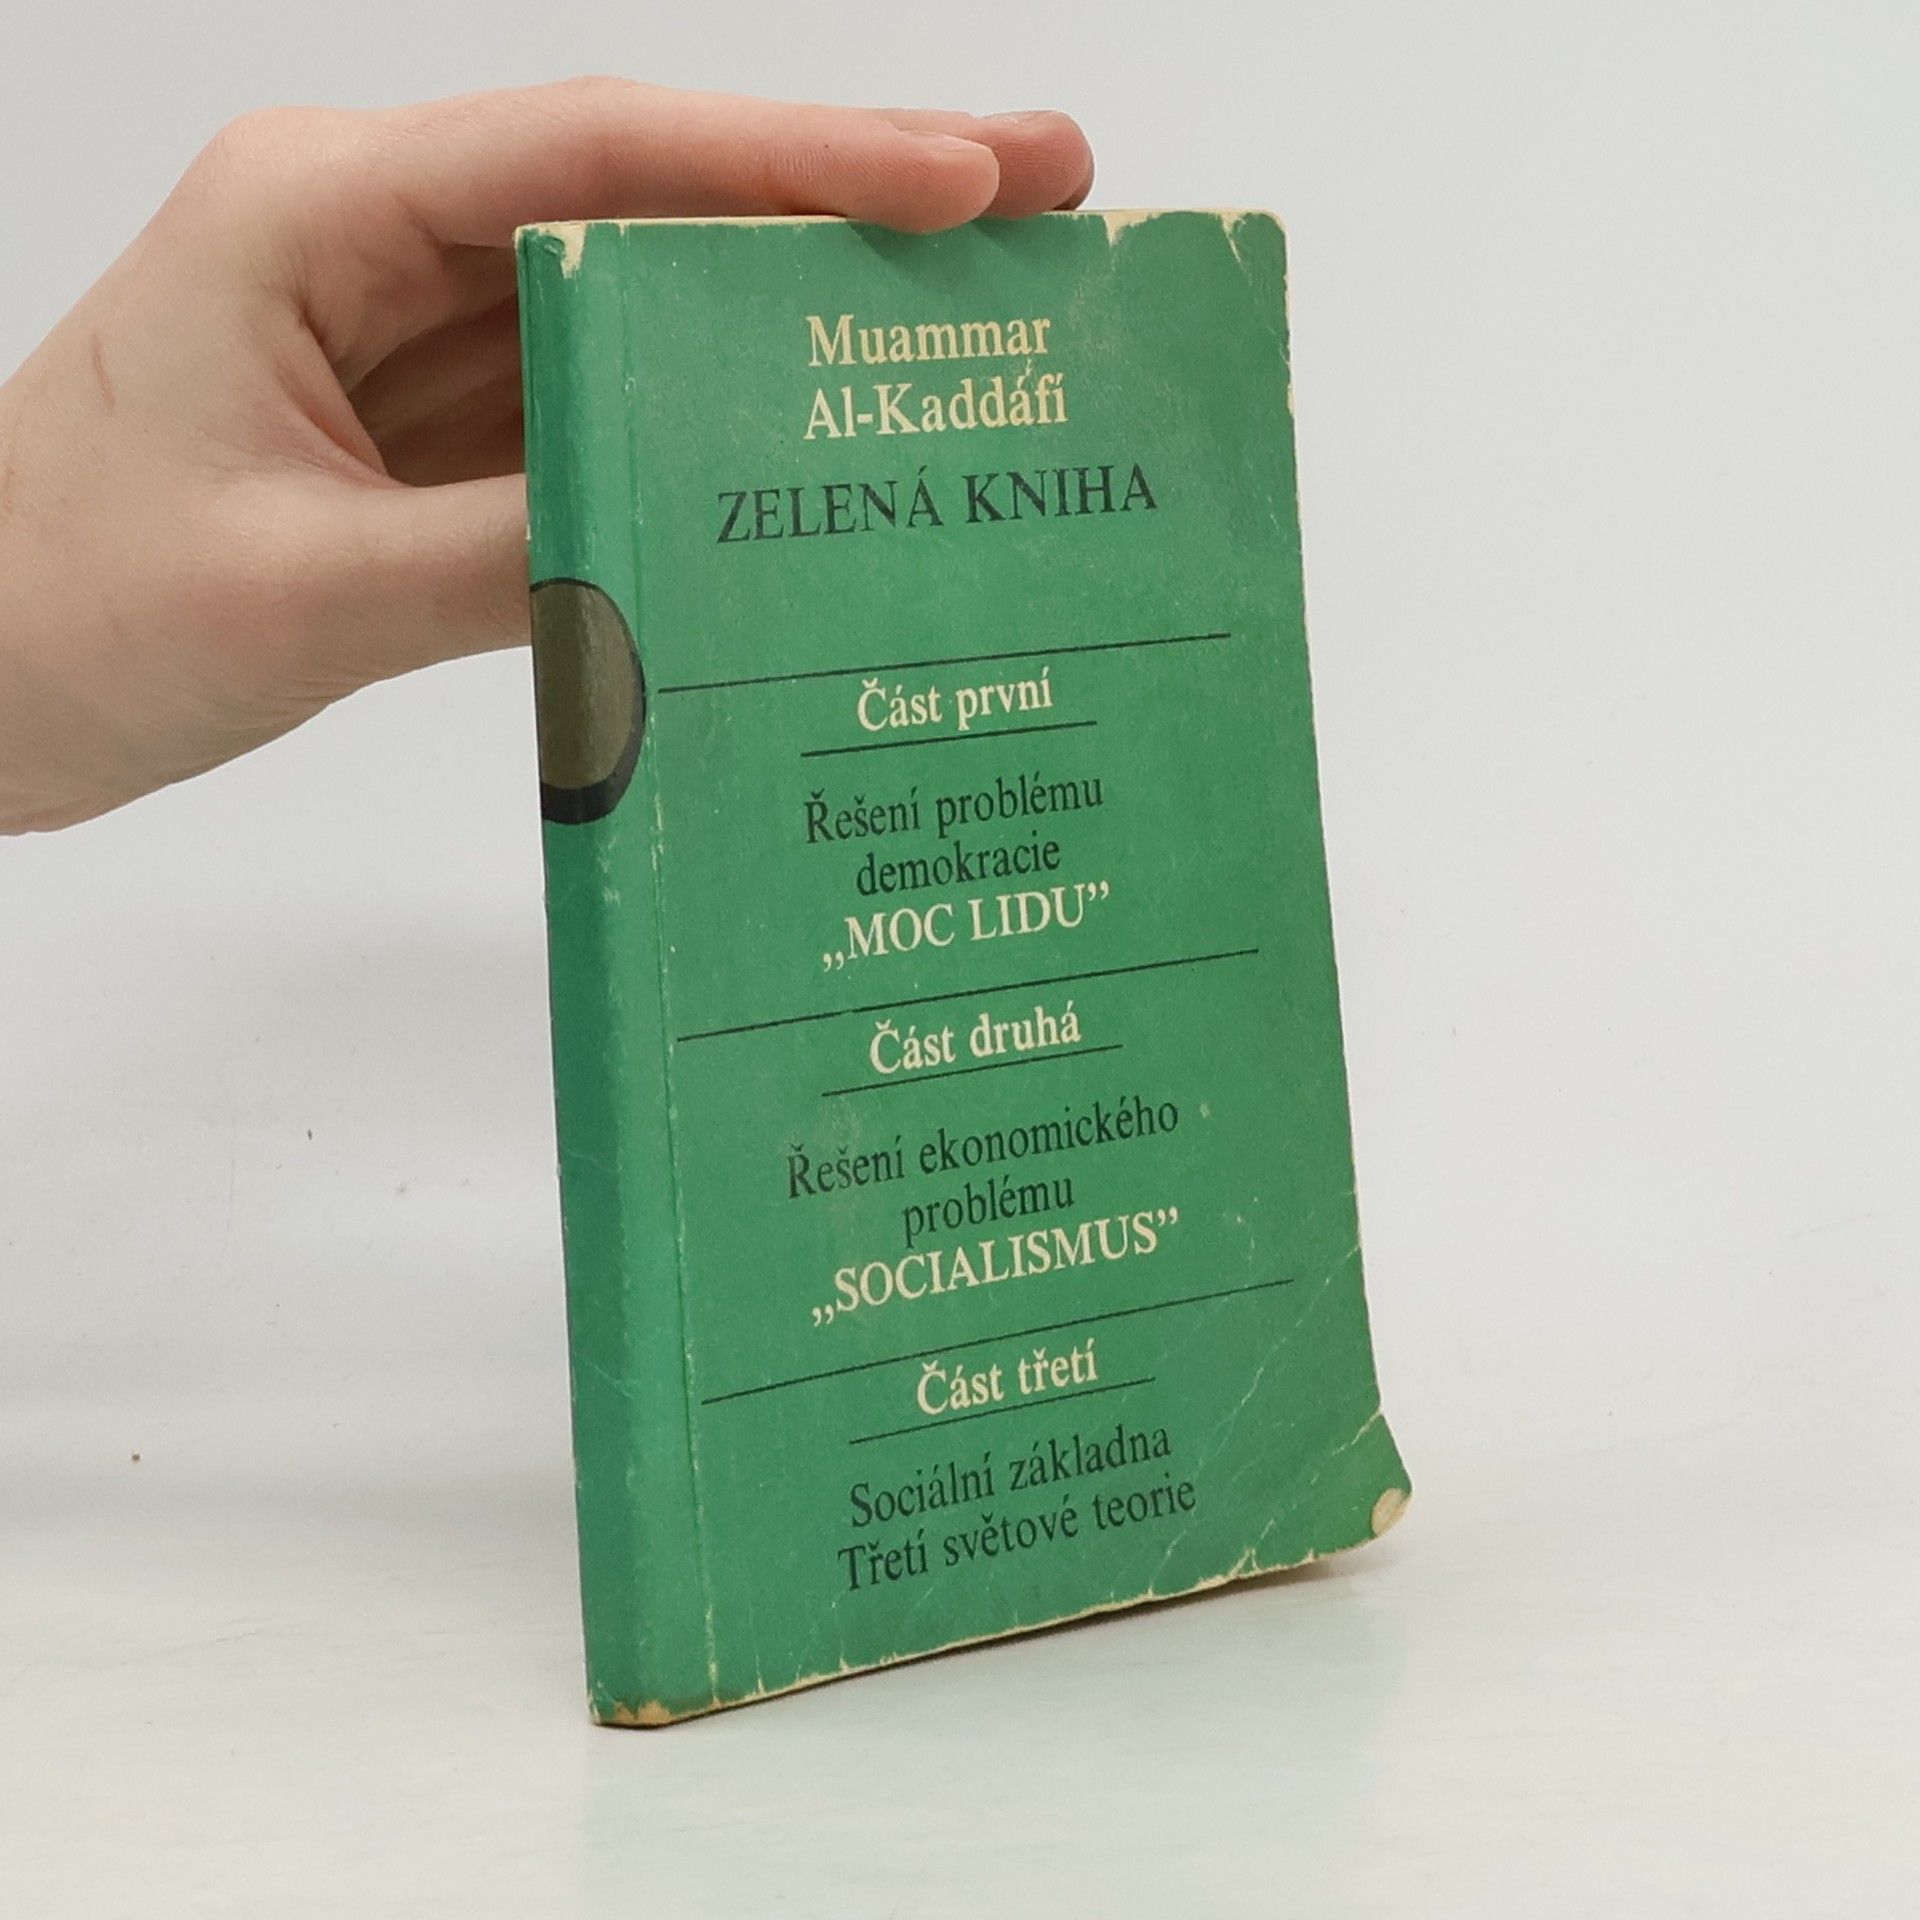 Muammar
Al-Kaddáfí
ZELENÁ KNIHA
Část první
Řešení problému
demokracie
„MOC LIDU”
Část druhá
Řešení ekonomického
problému
„SOCIALISMUS”
Část třetí
Sociální základna
Třetí světové teorie